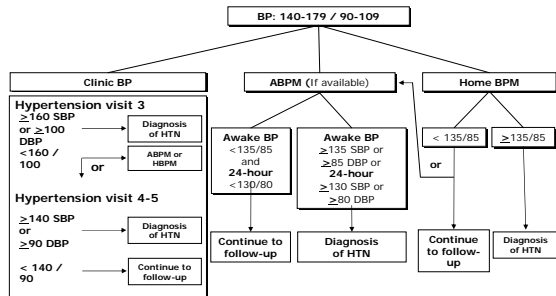 BP: 140-179 / 90-109
Clinic BP
ABPM (If available)
Home BPM
Hypertension visit 3
≥160 SBP
or ≥100
DBP
<160 /
100
Diagnosis
of HTN
or
ABPM or
HBPM
Hypertension visit 4-5
≥140 SBP
or
≥90 DBP
Diagnosis
of HTN
< 140 /
90
Continue to
follow-up
Awake BP
<135/85
and
24-hour
<130/80
Continue to
follow-up
Awake BP
≥135 SBP or
≥85 DBP or
24-hour
≥130 SBP or
≥80 DBP
Diagnosis
of HTN
< 135/85
≥135/85
or
Continue
to follow-
up
Diagnosis
of HTN